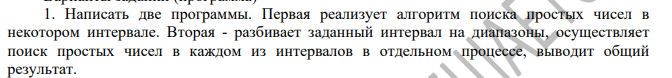 1. Написать две программы. Первая реализует алгоритм поиска простых чисел в
некотором интервале. Вторая - разбивает заданный интервал на диапазоны, осуществляет
поиск простых чисел в каждом из интервалов в отдельном процессе, выводит общий
результат.